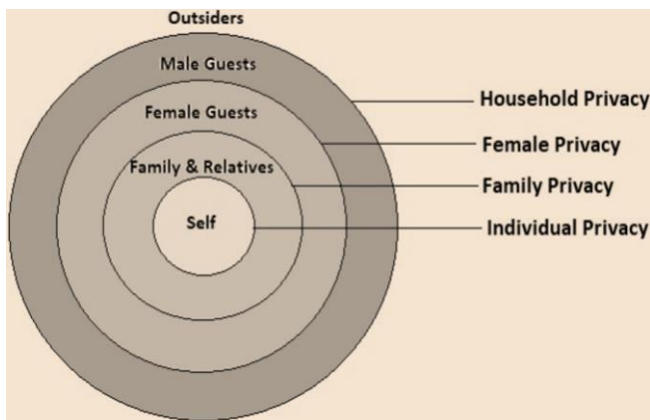 Outsiders
Male Guests
Female Guests
Family & Relatives
Self
Household Privacy
Female Privacy
Family Privacy
Individual Privacy